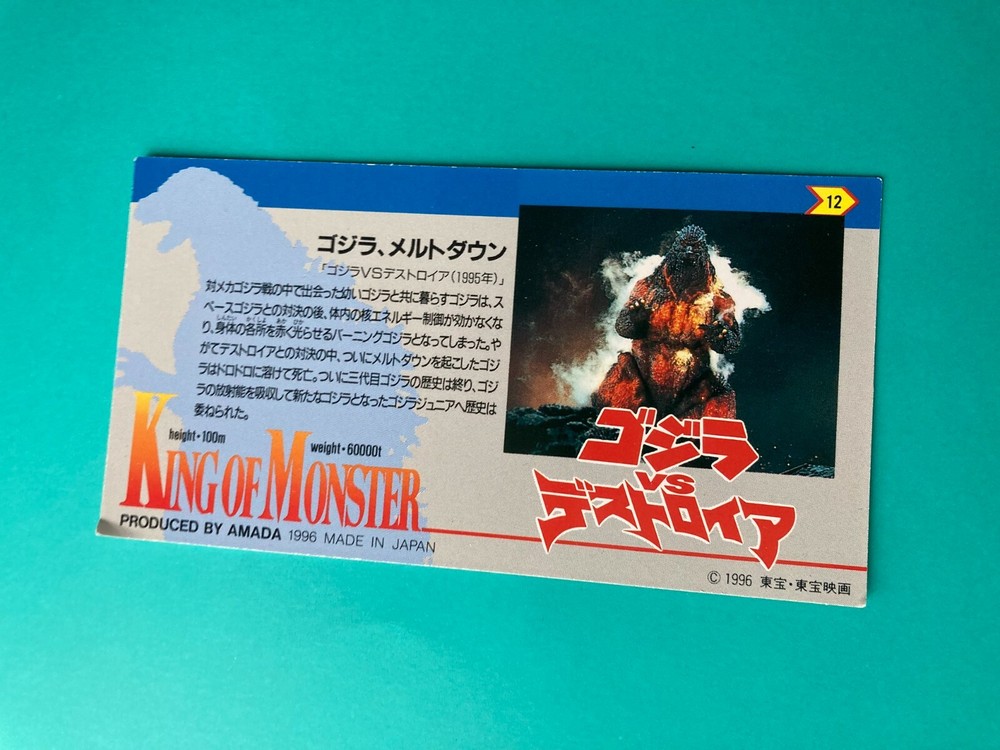 12
ゴジラ、メルトダウン
「ゴジラVSデストロイア(1995年)」
対メカゴジラ戦の中で出会った幼いゴジラと共に暮らすゴジラは、ス
ペースゴジラとの対決の後、体内の核エネルギー制御が効かなくな
しんたい かくしょ あか ひか
り、身体の各所を赤く光らせるバーニングゴジラとなってしまった。や
がてデストロイアとの対決の中、ついにメルトダウンを起こしたゴジ
ラはドロドロに溶けて死亡。ついに三代目ゴジラの歴史は終り、ゴジ
ラの放射能を吸収して新たなゴジラとなったゴジラジュニアへ歴史は
委ねられた。
height・100m
weight・60000t
KING OF MONSTER
PRODUCED BY AMADA 1996 MADE IN JAPAN
ゴジラ
VS
デストロイア
© 1996 東宝・東宝映画